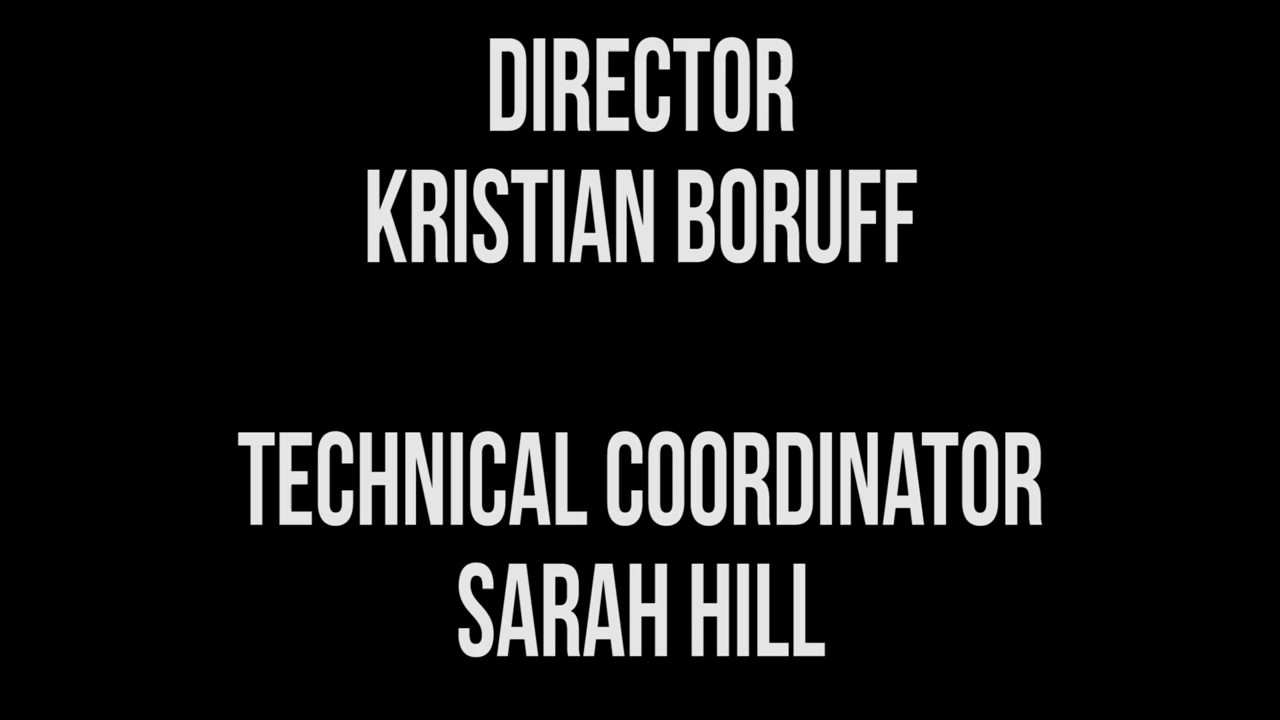 DIRECTOR
KRISTIAN BORUFF
TECHNICAL COORDINATOR
SARAH HILL